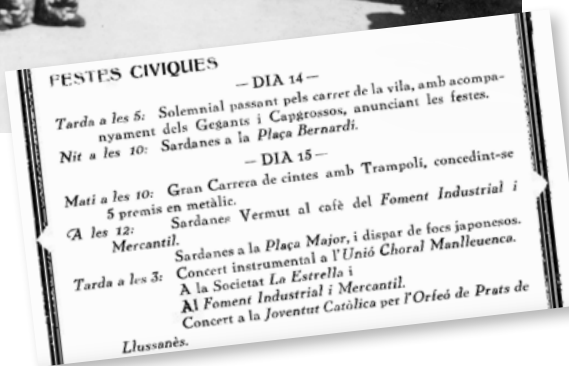 FESTES CIVIQUES
— DIA 14 —
Tarda a les 5: Solemnial passant pels carrer de la vila, amb acompa-
nyament dels Gegants i Capgrossos, anunciant les festes.
Nit a les 10: Sardanes a la Plaça Bernardi.
— DIA 15 —
Mati a les 10: Gran Carrera de cintes amb Trampolí, concedint-se
5 premis en metàlic.
A les 12: Sardanes Vermut al cafè del Foment Industrial i
Mercantil.
Sardanes a la Plaça Major, i dispar de focs japonesos.
Tarda a les 3: Concert instrumental a l'Unió Choral Manlleuenca.
A la Societat La Estrella i
Al Foment Industrial i Mercantil.
Concert a la Joventut Catòlica per l'Orfeó de Prats de
Llussanès.